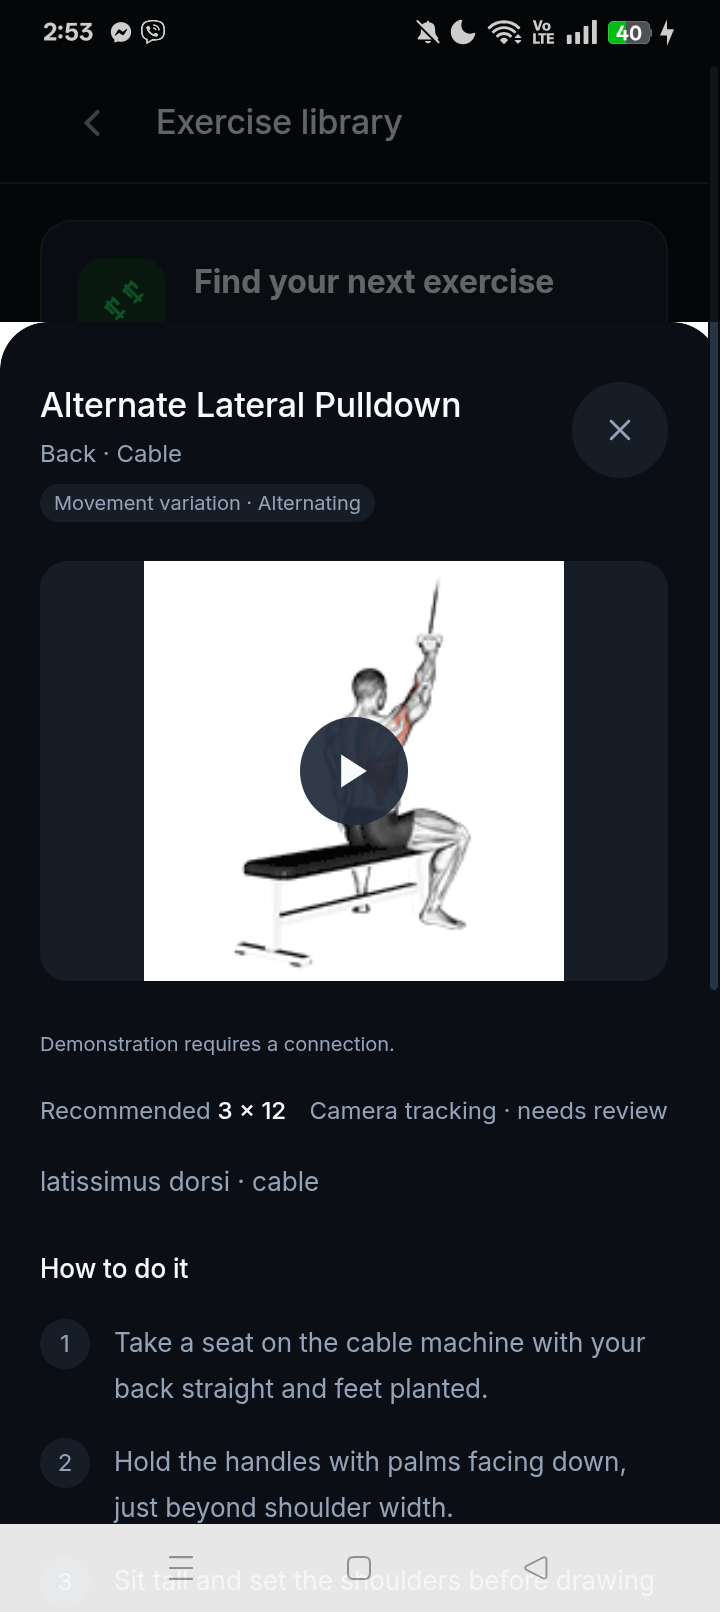 2:53
Vo
LTE
40
Exercise library
Find your next exercise
Alternate Lateral Pulldown
Back · Cable
Movement variation · Alternating
Demonstration requires a connection.
Recommended 3 × 12 Camera tracking · needs review
latissimus dorsi · cable
How to do it
1 Take a seat on the cable machine with your
back straight and feet planted.
2 Hold the handles with palms facing down,
just beyond shoulder width.
3 Sit tall and set the shoulders before drawing